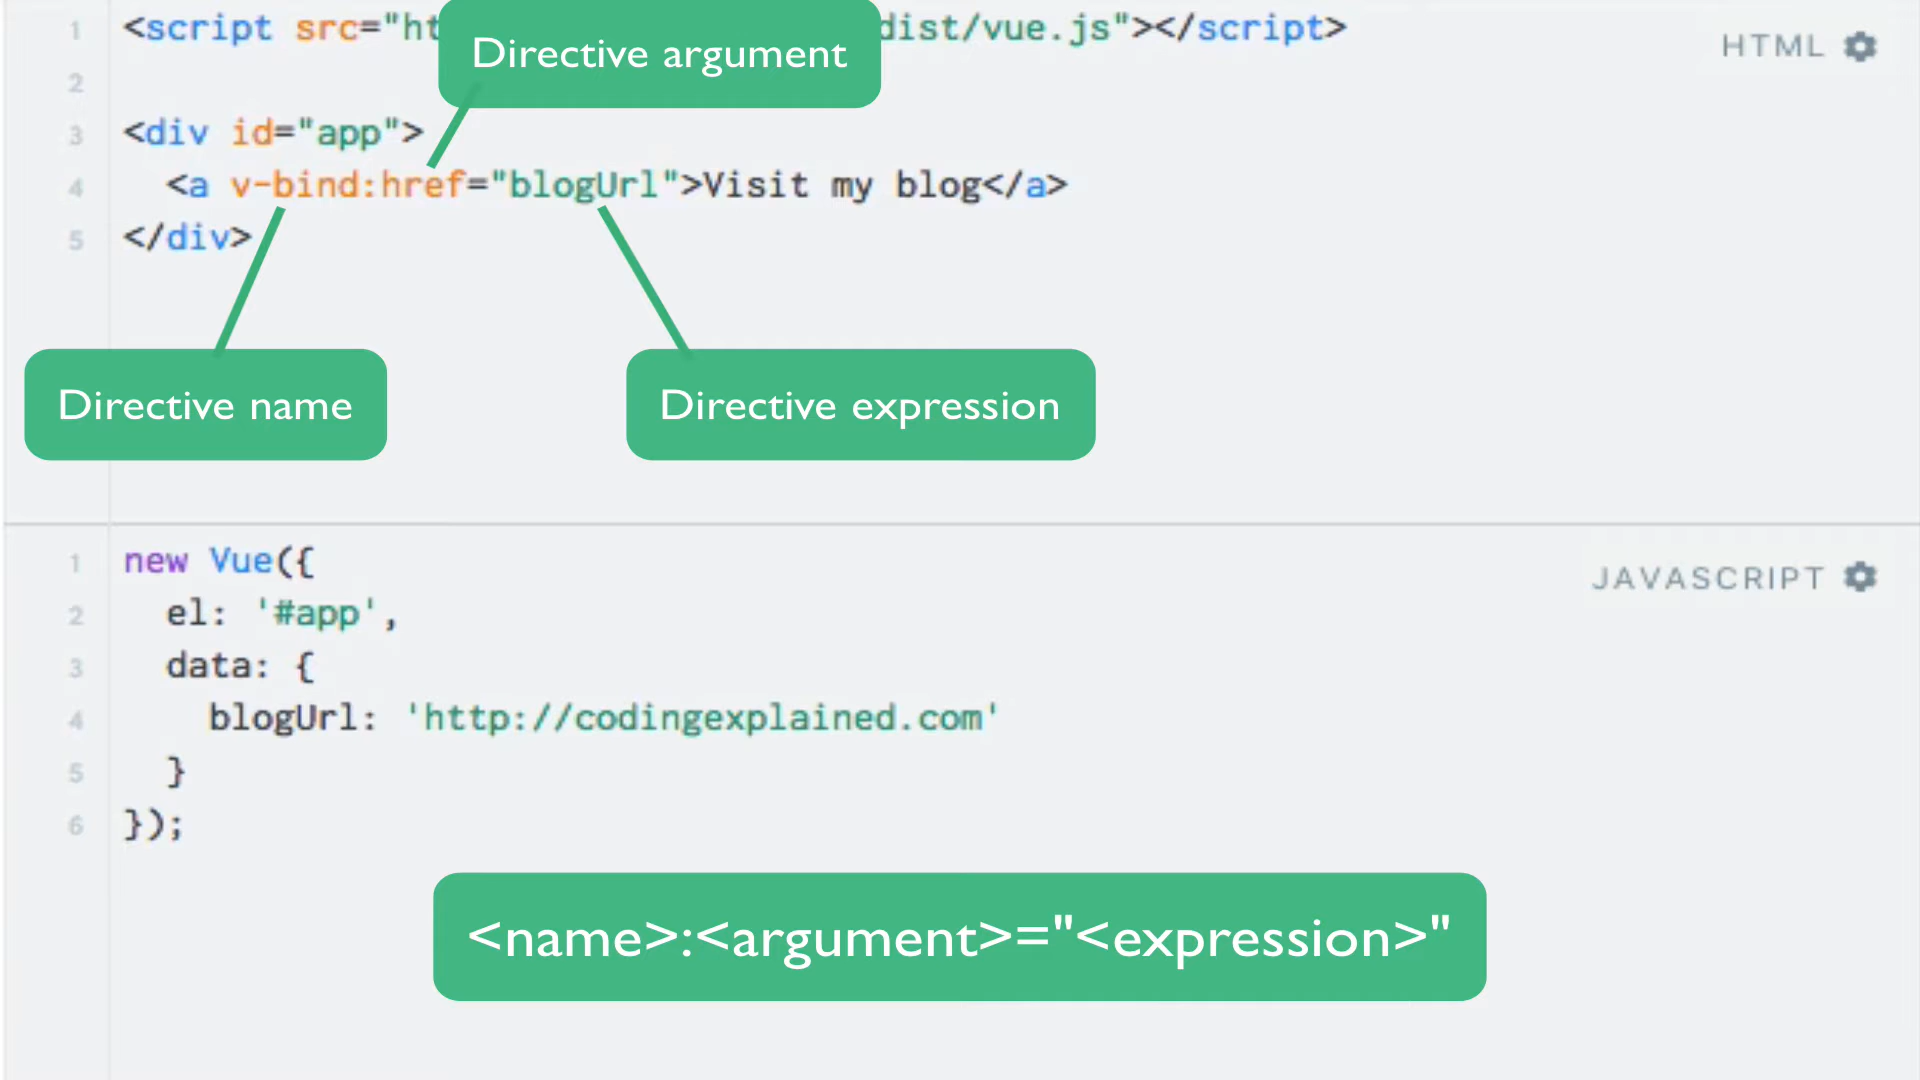 1 <script src="ht dist/vue.js"></script>
Directive argument
HTML
2
3 <div id="app">
4 <a v-bind:href="blogUrl">Visit my blog</a>
5 </div>
Directive name
Directive expression
1 new Vue({
JAVASCRIPT
2 el: '#app',
3 data: {
4 blogUrl: 'http://codingexplained.com'
5 }
6 });
<name>:<argument>="<expression>"